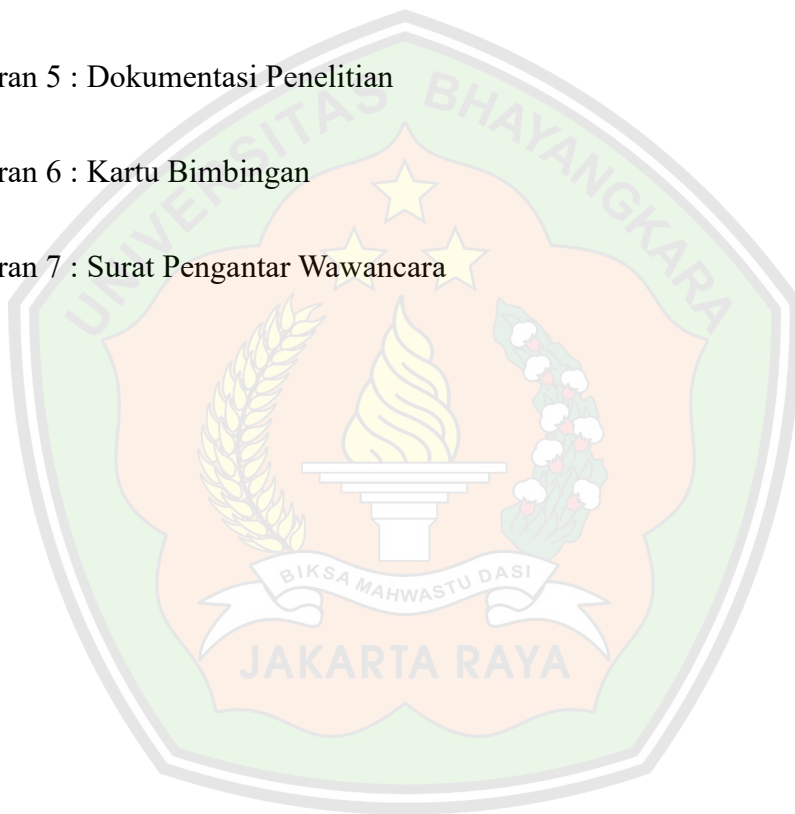 ran 5 : Dokumentasi Penelitian
UNIVERSITAS BHAYANGKARA
ran 6 : Kartu Bimbingan
ran 7 : Surat Pengantar Wawancara
BIKSA MAHWASTU DASI
JAKARTA RAYA